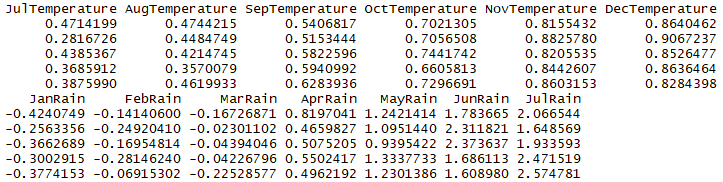 JulTemperature AugTemperature SepTemperature OctTemperature NovTemperature DecTemperature
0.4714199 0.4744215 0.5406817 0.7021305 0.8155432 0.8640462
0.2816726 0.4484749 0.5153444 0.7056508 0.8825780 0.9067237
0.4385367 0.4214745 0.5822596 0.7441742 0.8205535 0.8526477
0.3685912 0.3570079 0.5940992 0.6605813 0.8442607 0.8636464
0.3875990 0.4619933 0.6283936 0.7296691 0.8603153 0.8284398
JanRain FebRain MarRain AprRain MayRain JunRain JulRain
-0.4240749 -0.14140600 -0.16726871 0.8197041 1.2421414 1.783665 2.066544
-0.2563356 -0.24920410 -0.02301102 0.4659827 1.0951440 2.311821 1.648569
-0.3662689 -0.16954814 -0.04394046 0.5075205 0.9395422 2.373637 1.933593
-0.3002915 -0.28146240 -0.04226796 0.5502417 1.3337733 1.686113 2.471519
-0.3774153 -0.06915302 -0.22528577 0.4962192 1.2301386 1.608980 2.574781